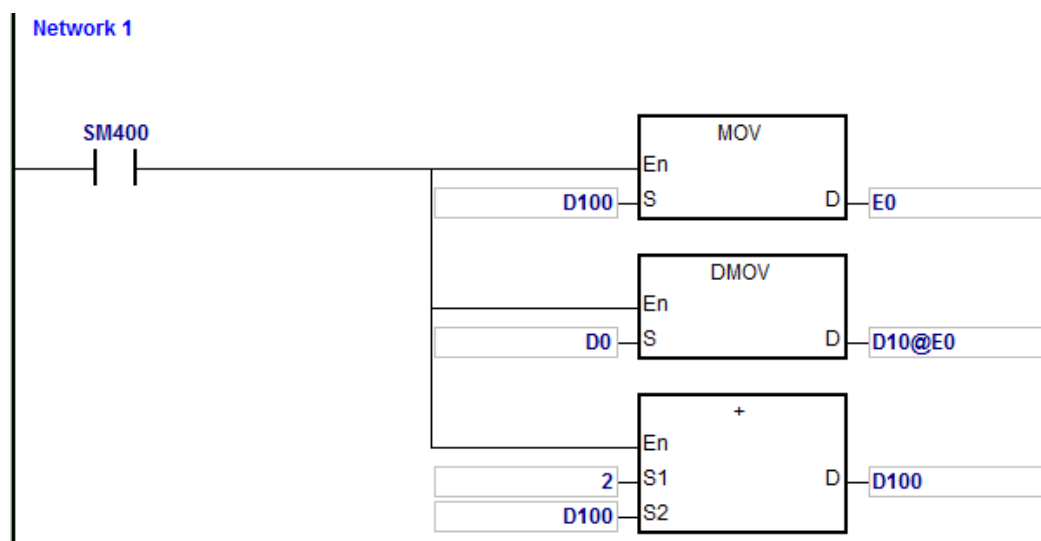 Network 1
SM400
MOV
En
D100 S D E0
DMOV
En
D0 S D D10@E0
+
En
2 S1 D D100
D100 S2